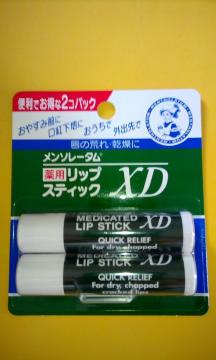 便利でお得な2コパック
おやすみ前に
口紅下地に
おうちで
外出先で
唇の荒れ・乾燥に
メンソレータム
薬用リップ
スティック XD
MEDICATED
LIP STICK XD
QUICK RELIEF
For dry, chapped
MEDICATED
LIP STICK XD
QUICK RELIEF
For dry, chapped
cracked lips